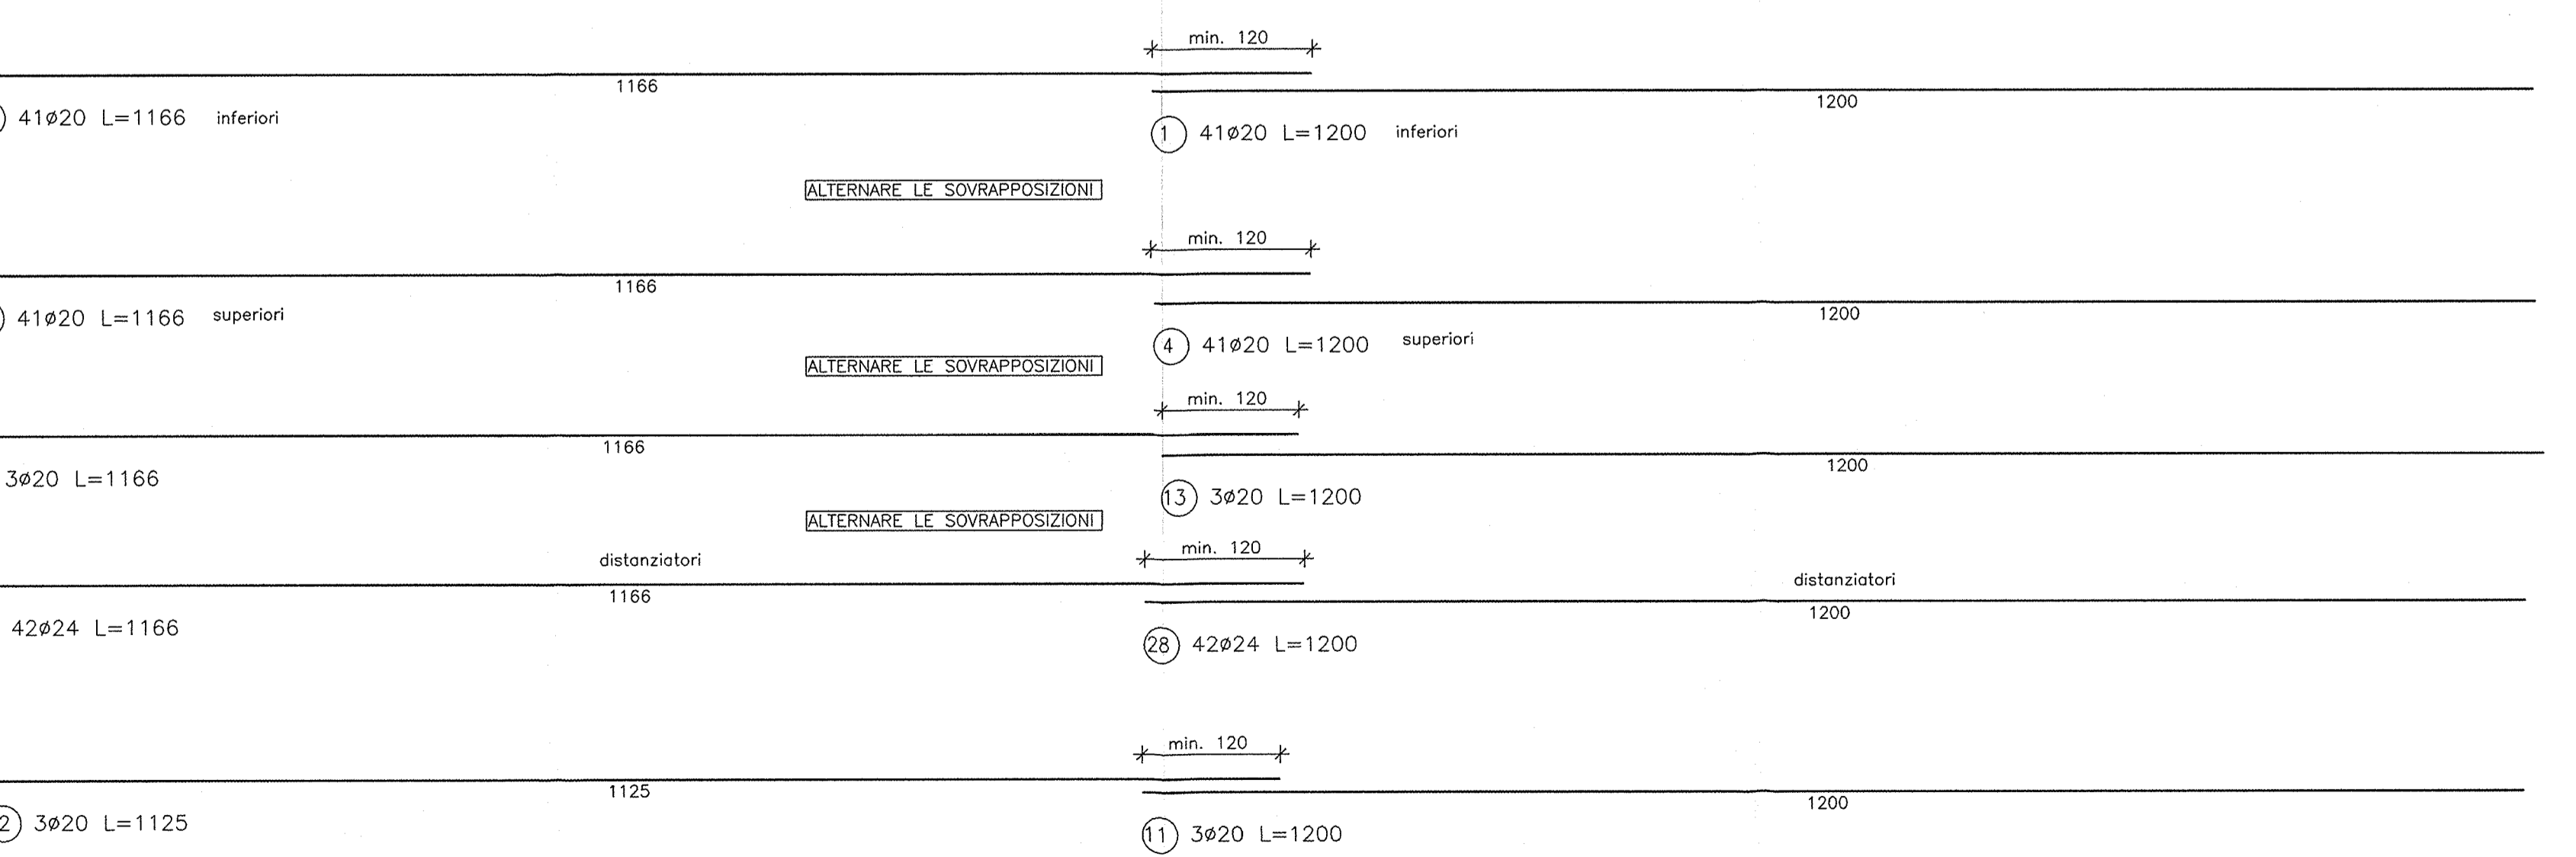 min. 120
1166
1200
41ø20 L=1166 inferiori
1 41ø20 L=1200 inferiori
ALTERNARE LE SOVRAPPOSIZIONI
min. 120
1166
1200
41ø20 L=1166 superiori
4 41ø20 L=1200 superiori
ALTERNARE LE SOVRAPPOSIZIONI
min. 120
1166
1200
3ø20 L=1166
13 3ø20 L=1200
ALTERNARE LE SOVRAPPOSIZIONI
min. 120
distanziatori
distanziatori
1166
1200
42ø24 L=1166
28 42ø24 L=1200
min. 120
1125
1200
2 3ø20 L=1125
11 3ø20 L=1200